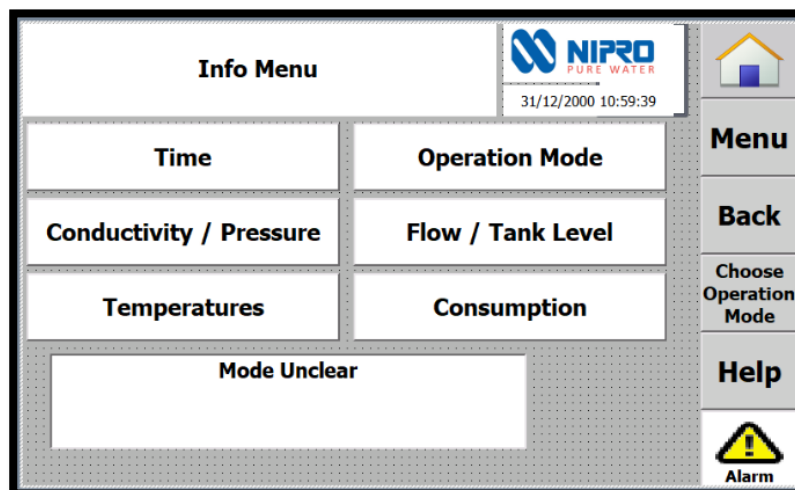 Info Menu
NIPRO
PURE WATER
31/12/2000 10:59:39
Time
Operation Mode
Conductivity / Pressure
Flow / Tank Level
Temperatures
Consumption
Mode Unclear
Menu
Back
Choose
Operation
Mode
Help
Alarm